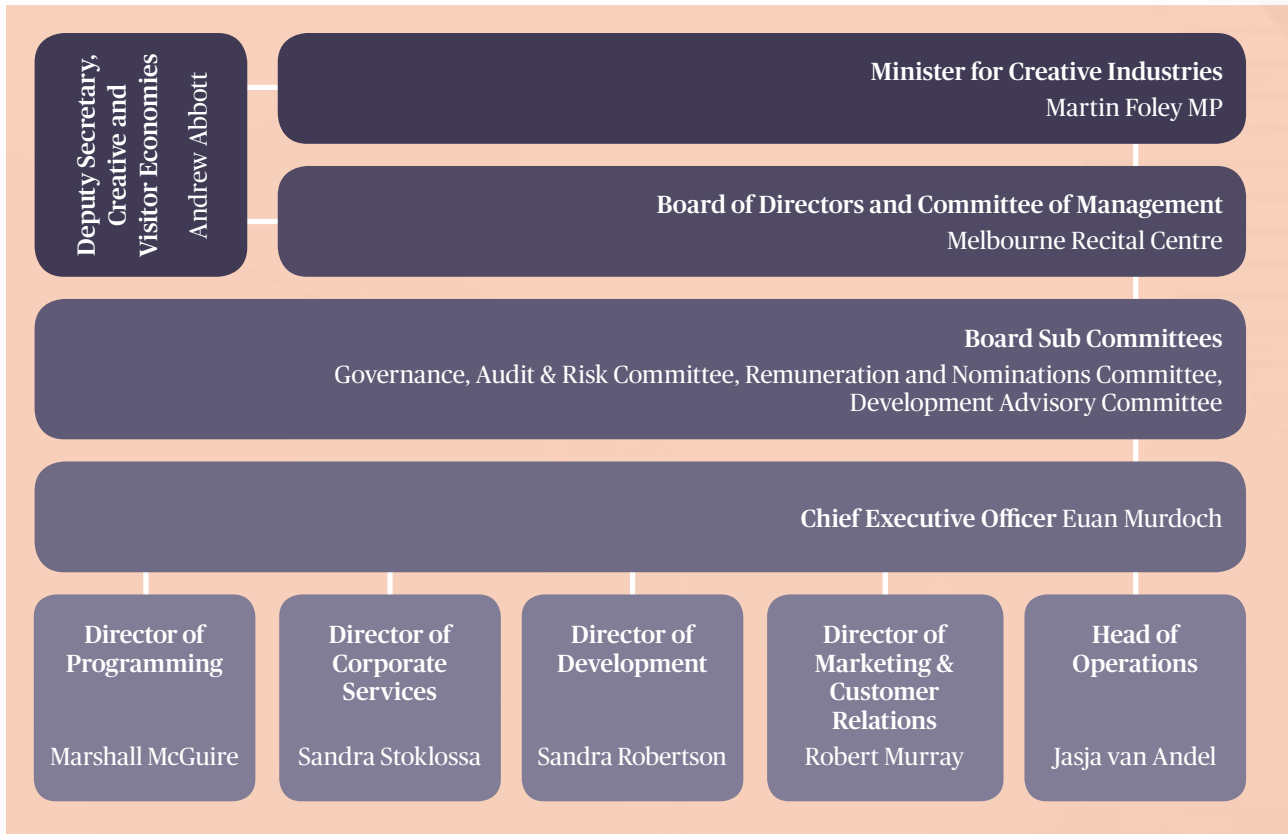 Deputy Secretary,
Creative and
Visitor Economies
Andrew Abbott
Minister for Creative Industries
Martin Foley MP
Board of Directors and Committee of Management
Melbourne Recital Centre
Board Sub Committees
Governance, Audit & Risk Committee, Remuneration and Nominations Committee,
Development Advisory Committee
Chief Executive Officer Euan Murdoch
Director of
Programming
Marshall McGuire
Director of
Corporate
Services
Sandra Stoklossa
Director of
Development
Sandra Robertson
Director of
Marketing &
Customer
Relations
Robert Murray
Head of
Operations
Jasja van Andel